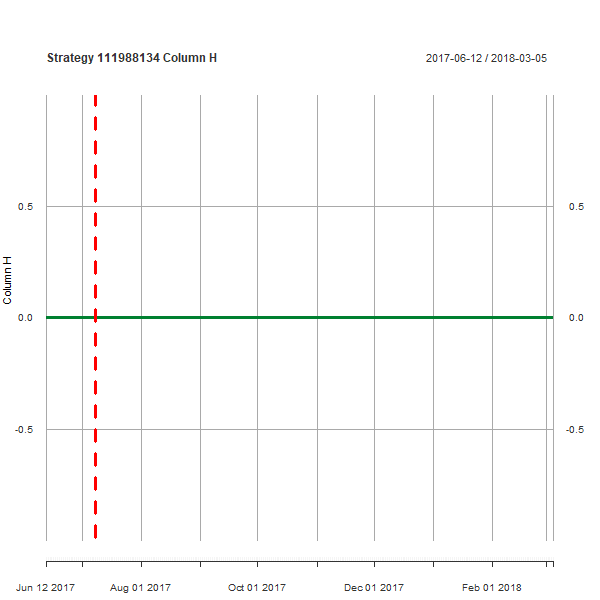 Strategy 111988134 Column H
2017-06-12 / 2018-03-05
0.5
0.5
Column H
0.0
0.0
-0.5
-0.5
Jun 12 2017
Aug 01 2017
Oct 01 2017
Dec 01 2017
Feb 01 2018